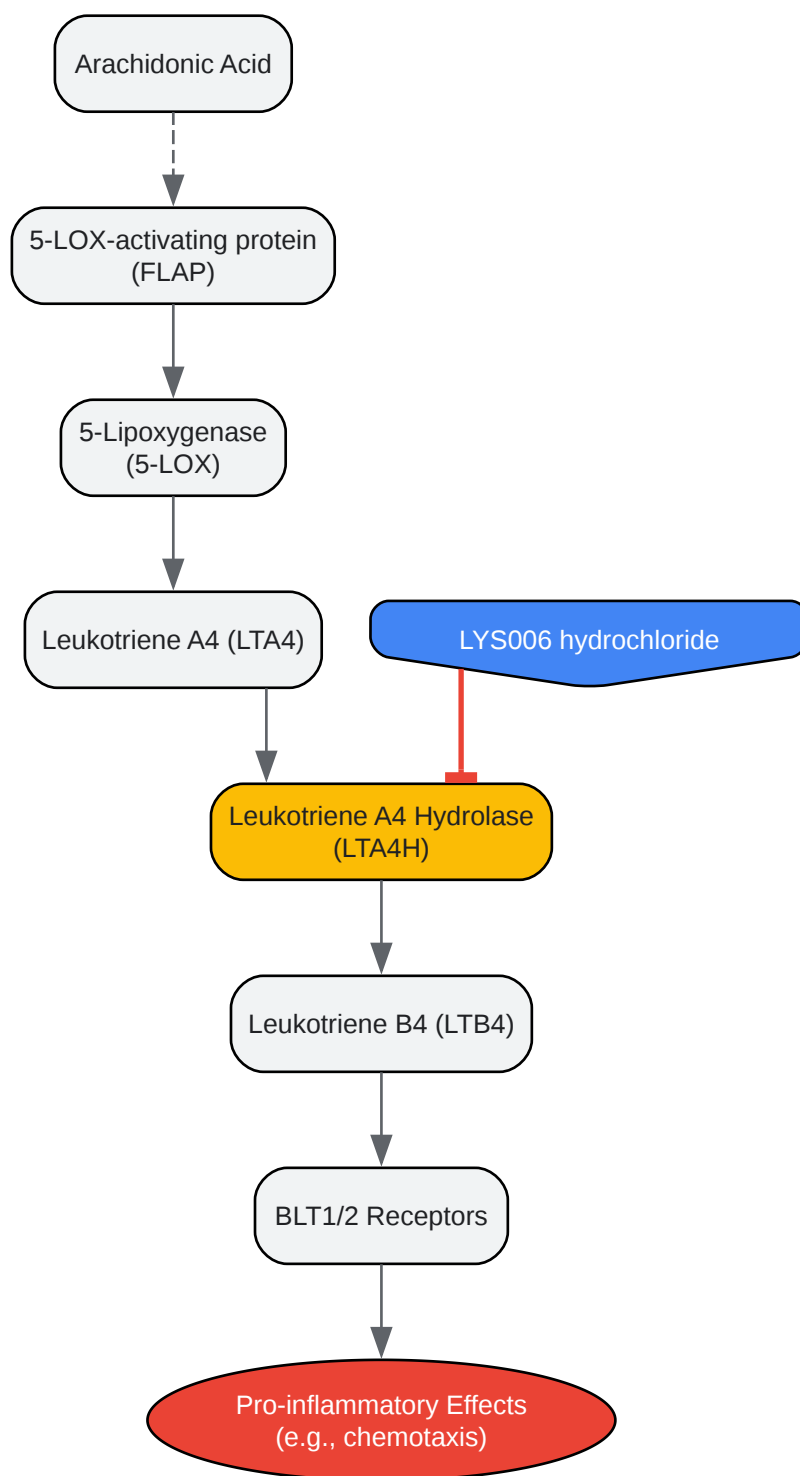 Arachidonic Acid
5-LOX-activating protein
(FLAP)
5-Lipoxygenase
(5-LOX)
Leukotriene A4 (LTA4)
LYS006 hydrochloride
Leukotriene A4 Hydrolase
(LTA4H)
Leukotriene B4 (LTB4)
BLT1/2 Receptors
Pro-inflammatory Effects
(e.g., chemotaxis)